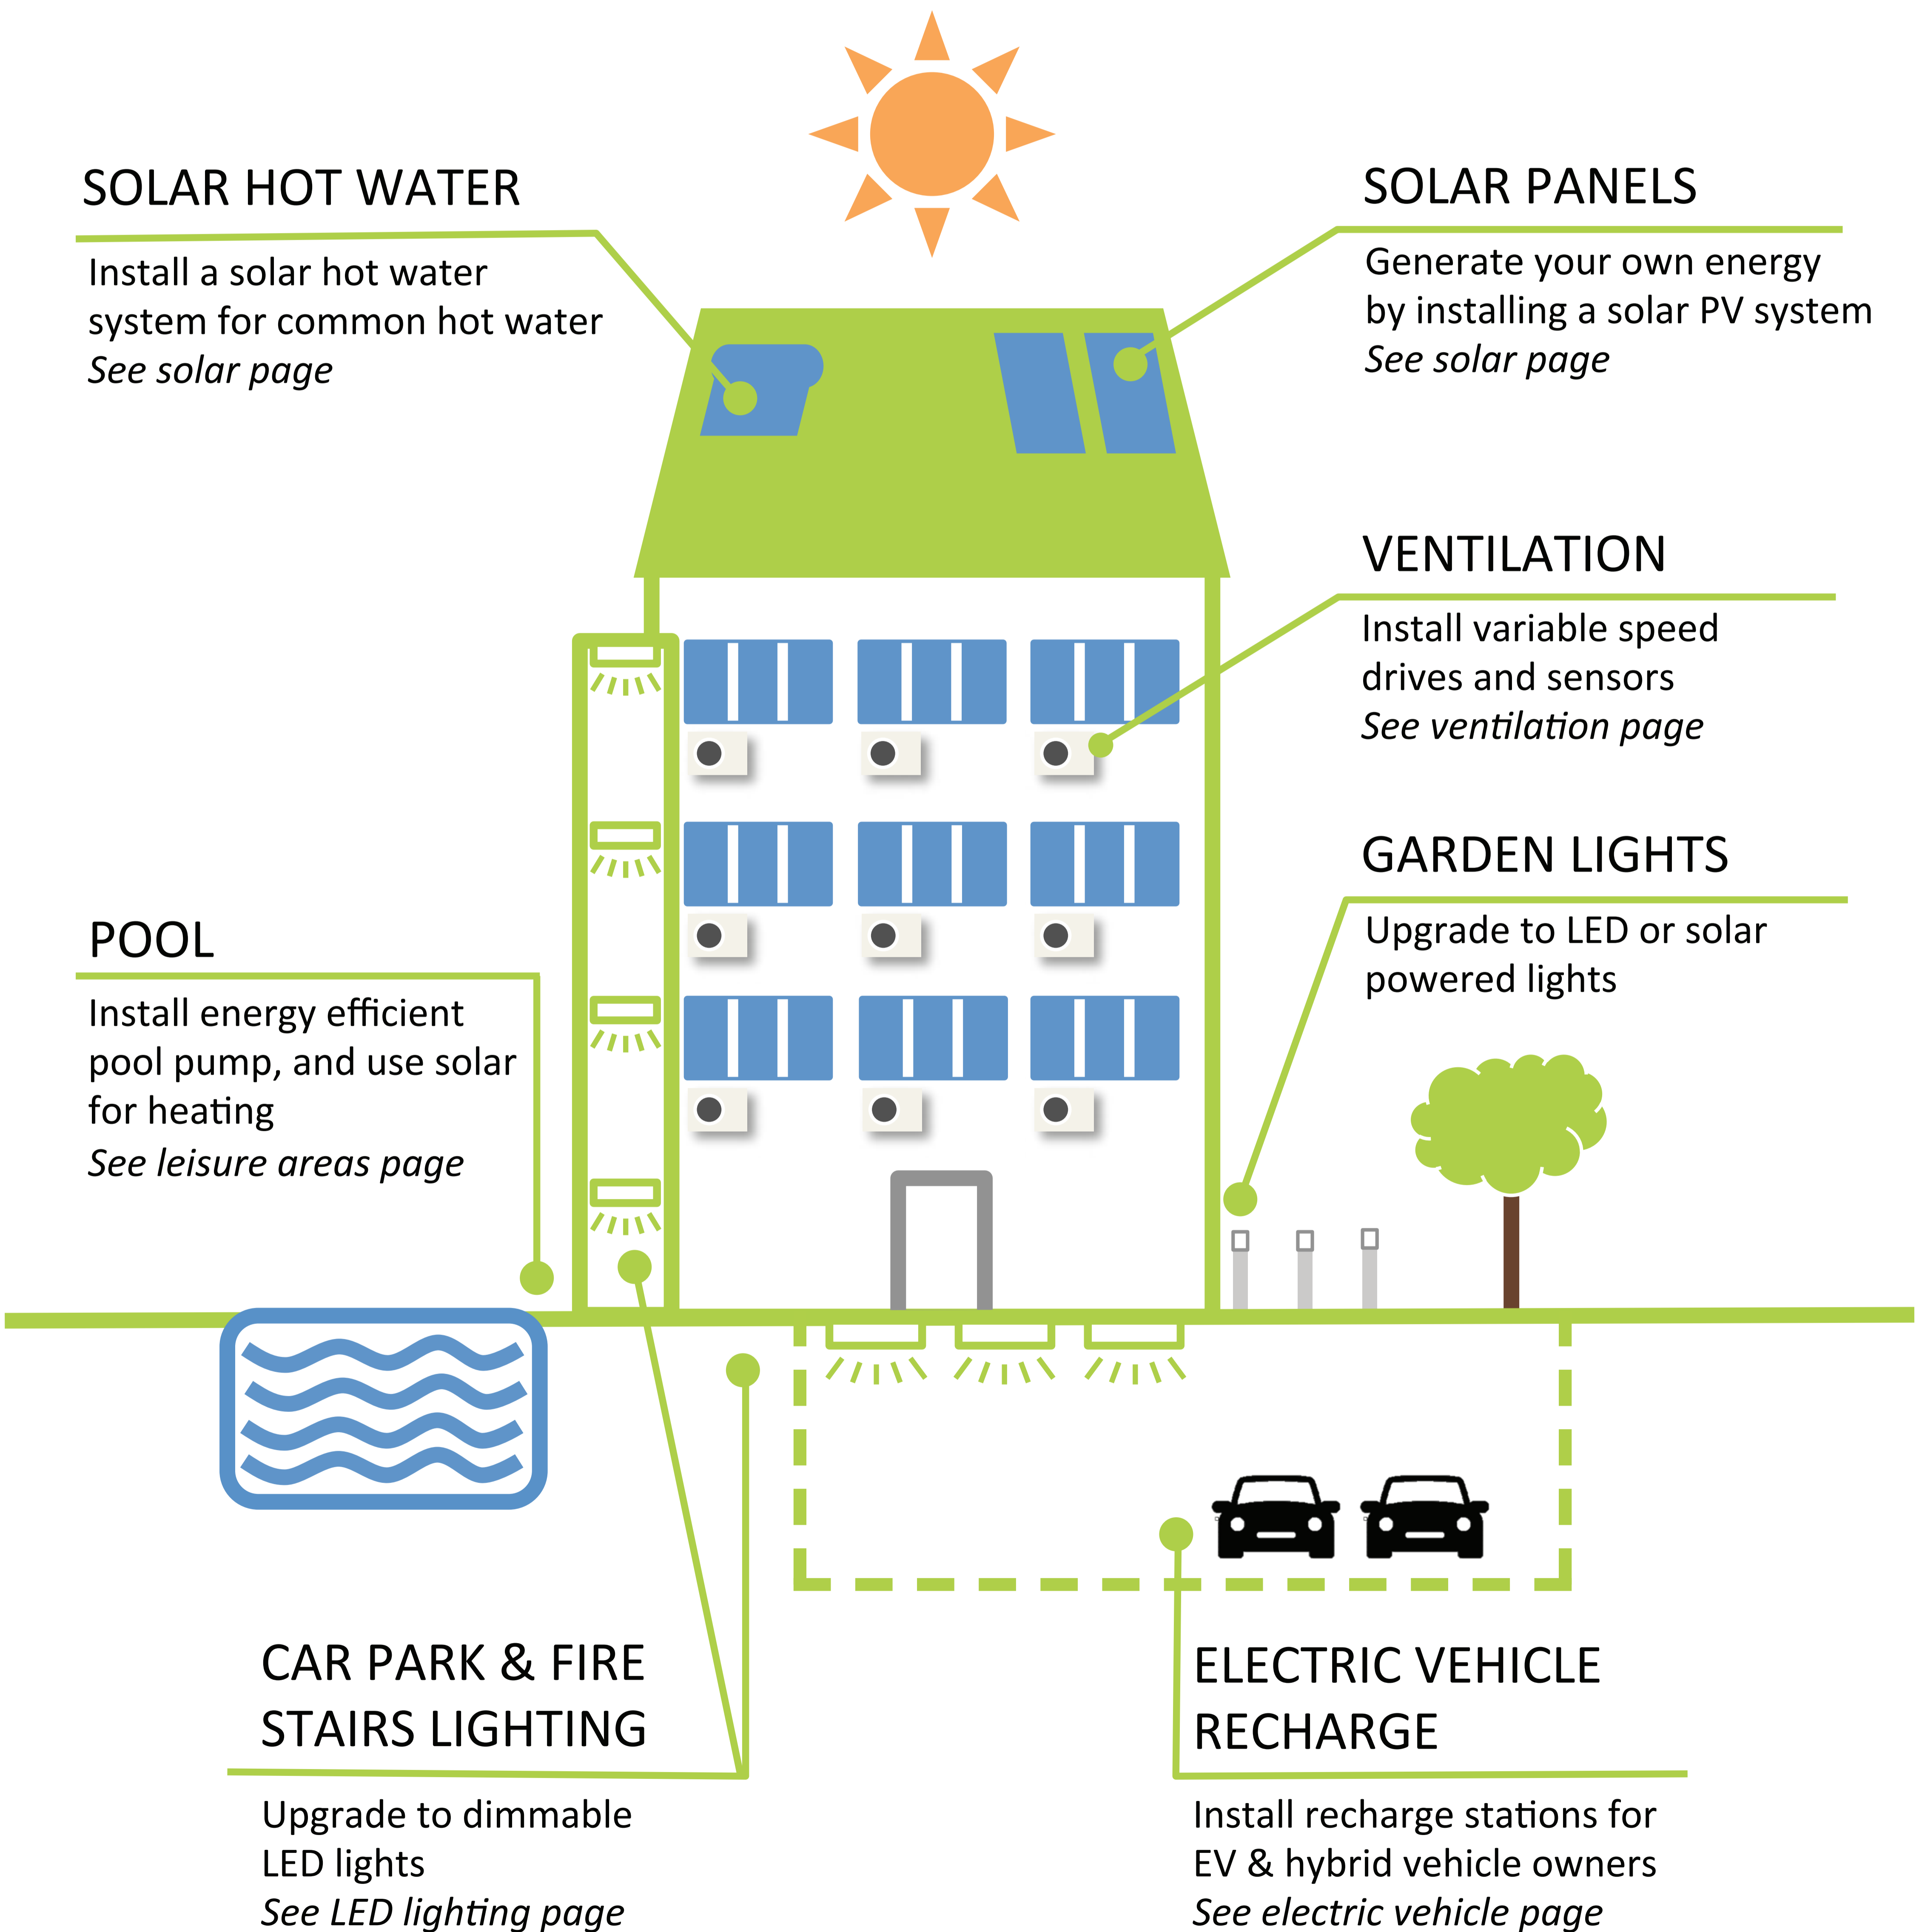 SOLAR HOT WATER
Install a solar hot water
system for common hot water
See solar page
SOLAR PANELS
Generate your own energy
by installing a solar PV system
See solar page
VENTILATION
Install variable speed
drives and sensors
See ventilation page
GARDEN LIGHTS
Upgrade to LED or solar
powered lights
POOL
Install energy efficient
pool pump, and use solar
for heating
See leisure areas page
CAR PARK & FIRE
STAIRS LIGHTING
Upgrade to dimmable
LED lights
See LED lighting page
ELECTRIC VEHICLE
RECHARGE
Install recharge stations for
EV & hybrid vehicle owners
See electric vehicle page